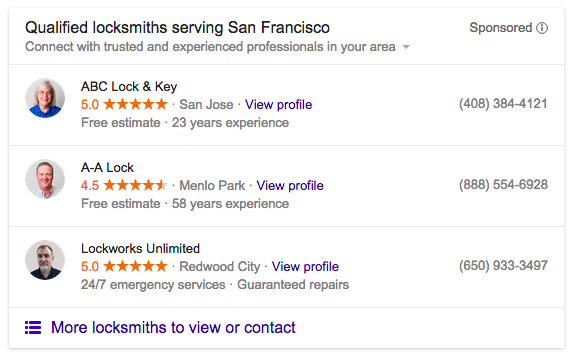 Qualified locksmiths serving San Francisco
Sponsored
Connect with trusted and experienced professionals in your area
ABC Lock & Key
5.0 · San Jose · View profile
(408) 384-4121
Free estimate · 23 years experience
A-A Lock
4.5 · Menlo Park · View profile
(888) 554-6928
Free estimate · 58 years experience
Lockworks Unlimited
5.0 · Redwood City · View profile
(650) 933-3497
24/7 emergency services · Guaranteed repairs
More locksmiths to view or contact